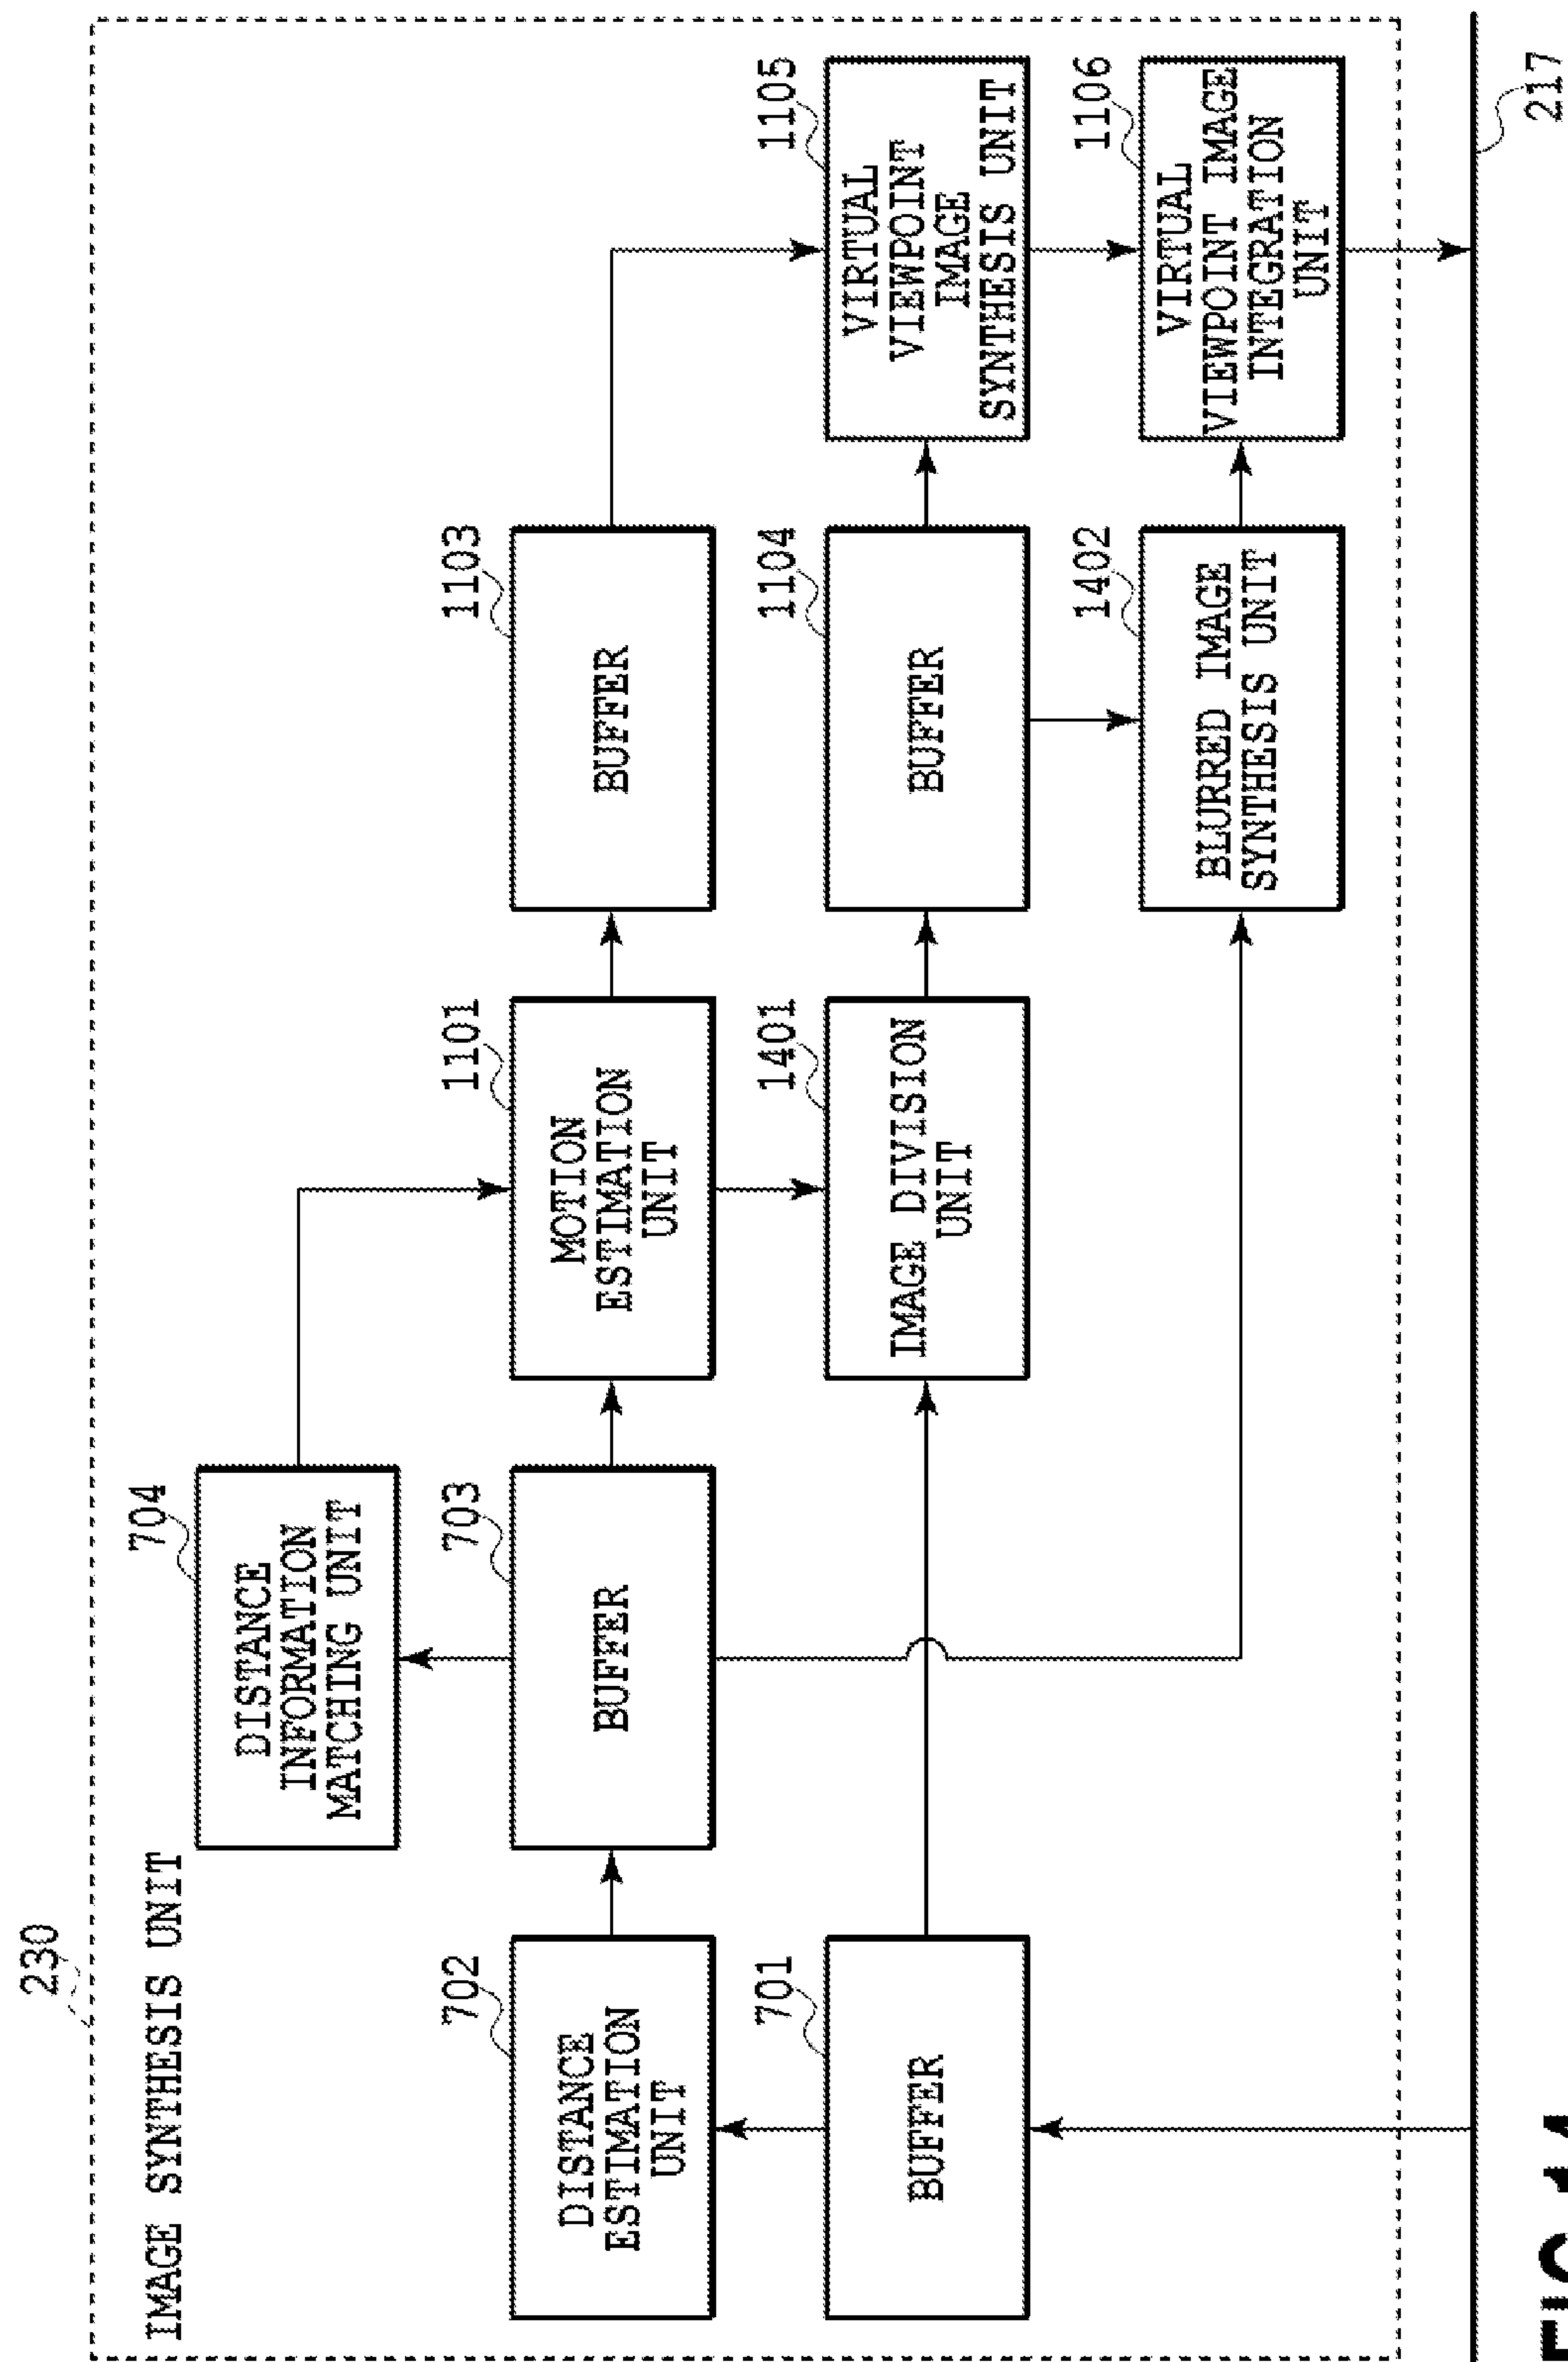 230
IMAGE SYNTHESIS UNIT
704
DISTANCE
INFORMATION
MATCHING UNIT
702
DISTANCE
ESTIMATION
UNIT
703
BUFFER
1101
MOTION
ESTIMATION
UNIT
1103
BUFFER
701
BUFFER
1401
IMAGE DIVISION
UNIT
1104
BUFFER
1105
VIRTUAL
VIEWPOINT
IMAGE
SYNTHESIS UNIT
1402
BLURRED IMAGE
SYNTHESIS UNIT
1106
VIRTUAL
VIEWPOINT IMAGE
INTEGRATION
UNIT
217